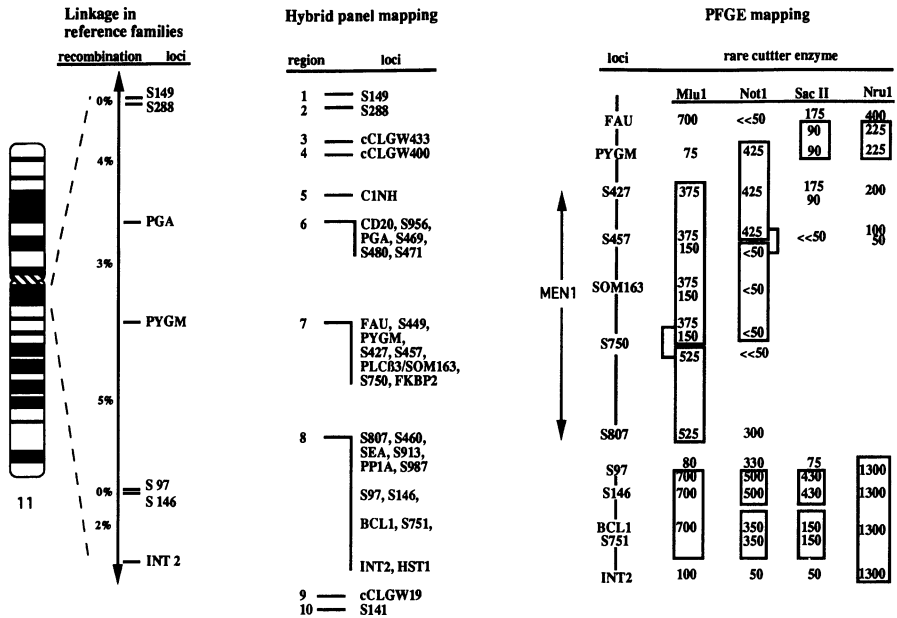 Linkage in
reference families
recombination loci
0% S149
S288
4%
PGA
3%
PYGM
5%
0% S 97
S 146
2%
INT 2
11
Hybrid panel mapping
region loci
1 S149
2 S288
3 cCLGW433
4 cCLGW400
5 C1NH
6 CD20, S956,
PGA, S469,
S480, S471
7 FAU, S449,
PYGM,
S427, S457,
PLCß3/SOM163,
S750, FKBP2
8 S807, S460,
SEA, S913,
PP1A, S987
S97, S146,
BCL1, S751,
INT2, HST1
9 cCLGW19
10 S141
PFGE mapping
loci rare cuttter enzyme
Mlu1 Not1 Sac II Nru1
FAU 700 <<50 175 400
90 225
PYGM 75 425 90 225
S427 375 425 175 200
90
S457 375 425 <<50 100
150 <50 50
MEN1
SOM163 375 <50
150
375 <50
S750 150
525 <<50
S807 525 300
S97 80 330 75 1300
700 500 430
S146 700 500 430 1300
BCL1 700 350 150 1300
S751 350 150
INT2 100 50 50 1300